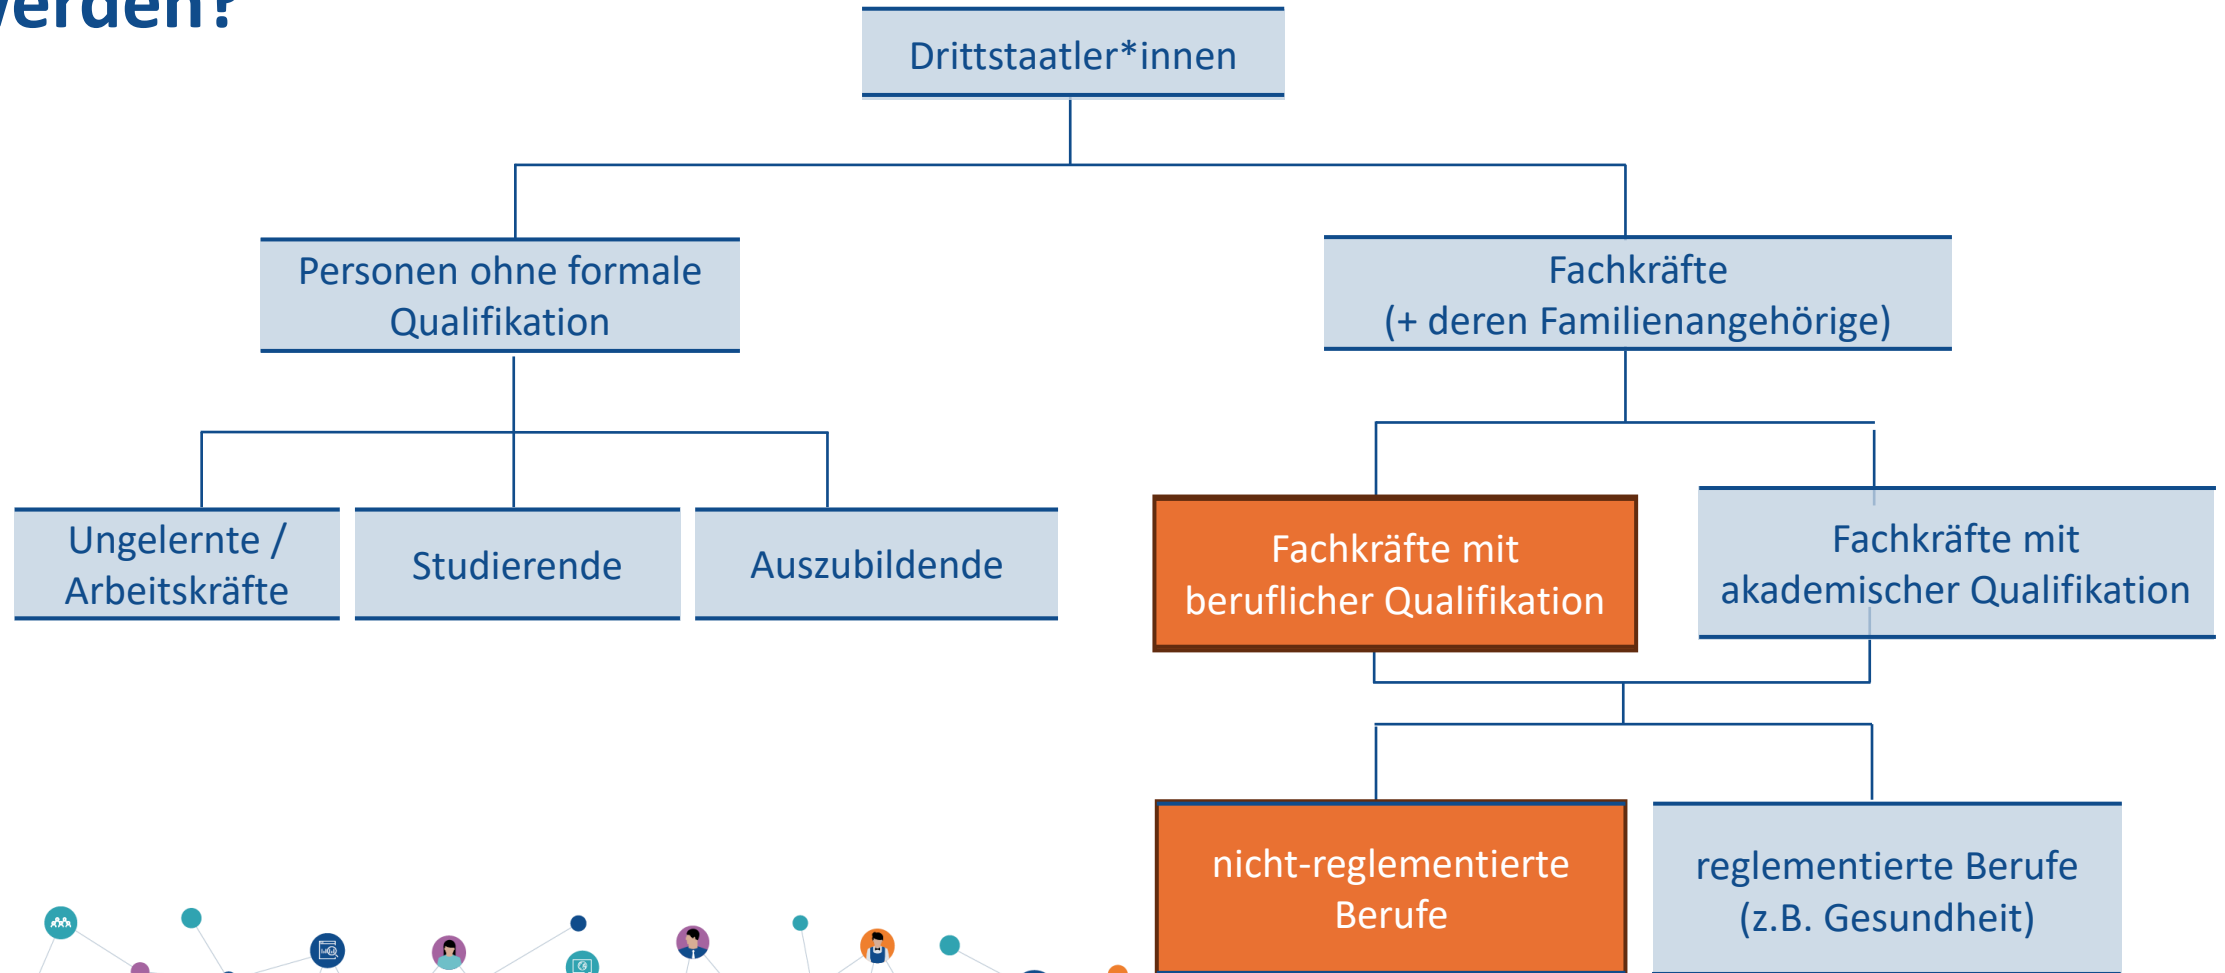 werden?
Drittstaatler*innen
Personen ohne formale
Qualifikation
Fachkräfte
(+ deren Familienangehörige)
Ungelernte /
Arbeitskräfte
Studierende
Auszubildende
Fachkräfte mit
beruflicher Qualifikation
Fachkräfte mit
akademischer Qualifikation
nicht-reglementierte
Berufe
reglementierte Berufe
(z.B. Gesundheit)